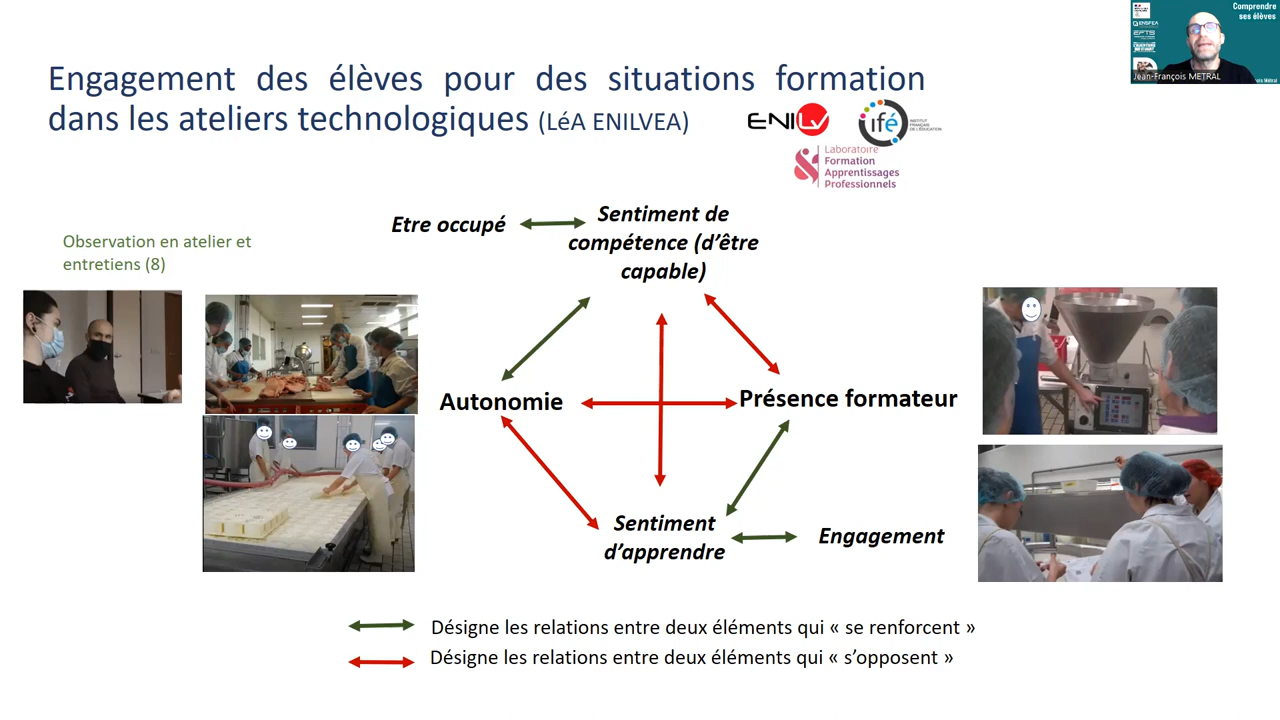 Comprendre
ses élèves
ENSFEA
EFTS
Jean-François METRAL
Engagement des élèves pour des situations formation
dans les ateliers technologiques (LéA ENILVEA)
ENILV
ifé
INSTITUT
FRANÇAIS
DE L'ÉDUCATION
Laboratoire
Formation
Apprentissages
Professionnels
Observation en atelier et
entretiens (8)
Etre occupé
Sentiment de
compétence (d’être
capable)
Autonomie
Présence formateur
Sentiment
d’apprendre
Engagement
Désigne les relations entre deux éléments qui « se renforcent »
Désigne les relations entre deux éléments qui « s’opposent »